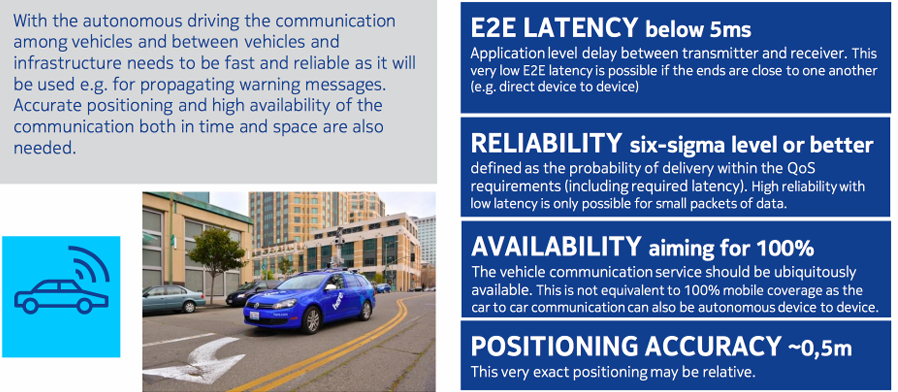 With the autonomous driving the communication
among vehicles and between vehicles and
infrastructure needs to be fast and reliable as it will
be used e.g. for propagating warning messages.
Accurate positioning and high availability of the
communication both in time and space are also
needed.
E2E LATENCY below 5ms
Application level delay between transmitter and receiver. This
very low E2E latency is possible if the ends are close to one another
(e.g. direct device to device)
RELIABILITY six-sigma level or better
defined as the probability of delivery within the QoS
requirements (including required latency). High reliability with
low latency is only possible for small packets of data.
AVAILABILITY aiming for 100%
The vehicle communication service should be ubiquitously
available. This is not equivalent to 100% mobile coverage as the
car to car communication can also be autonomous device to device.
POSITIONING ACCURACY ~0,5m
This very exact positioning may be relative.